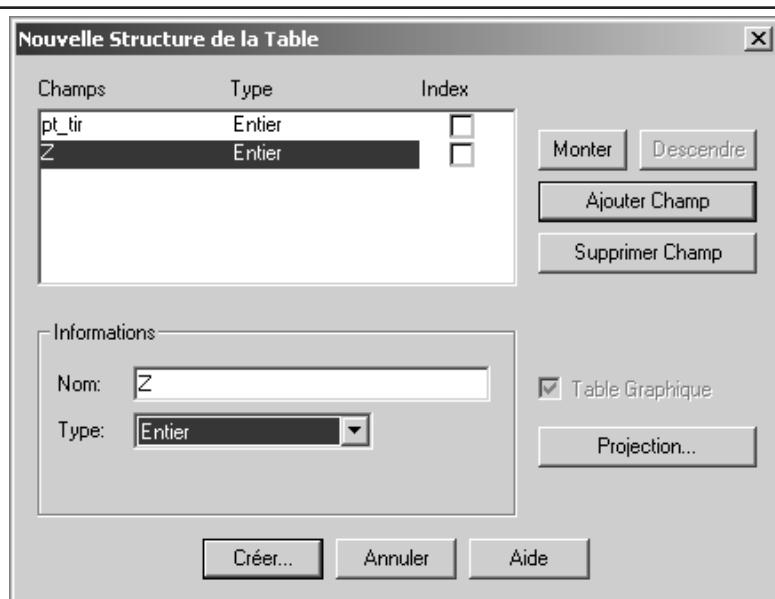 Nouvelle Structure de la Table
Champs Type Index
pt_tir Entier
Z Entier
Monter Descendre
Ajouter Champ
Supprimer Champ
Informations
Nom: Z
Type: Entier
Table Graphique
Projection...
Créer... Annuler Aide